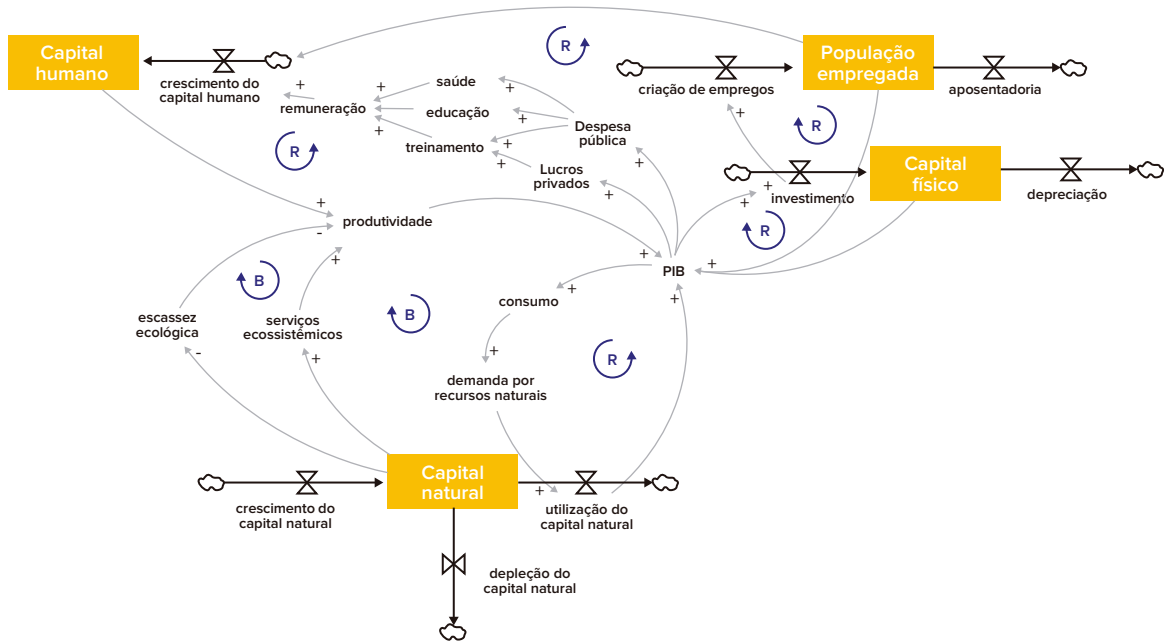 R
Capital
humano
População
empregada
crescimento do
capital humano
criação de empregos
aposentadoria
+
saúde
+
remuneração
+
educação
+
+
R
Despesa
pública
+
+
treinamento
+
R
Lucros
privados
+
+
+
Capital
físico
+
+
investimento
depreciação
+
produtividade
-
R
+
+
+
PIB
B
+
consumo
+
escassez
ecológica
serviços
ecossistêmicos
B
-
+
+
R
demanda por
recursos naturais
Capital
natural
+
crescimento do
capital natural
utilização do
capital natural
depleção do
capital natural